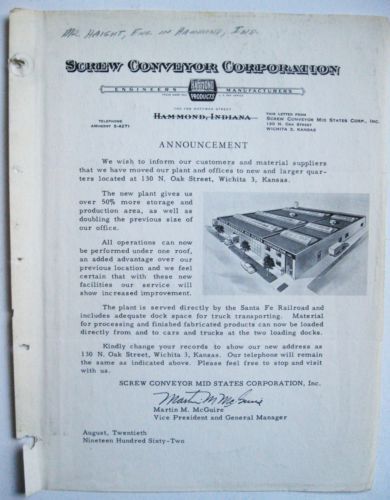 Mr. Haight, Eng. in Hammond, Ind.
SCREW CONVEYOR CORPORATION
ENGINEERS
HAMMOND
PRODUCTS
MANUFACTURERS
HOFFMAN STREET
HAMMOND, INDIANA
TELEPHONE
AMHERST 5-4271
THIS LETTER FROM
SCREW CONVEYOR MID STATES CORP., INC.
130 N. OAK STREET
WICHITA 3, KANSAS
ANNOUNCEMENT
We wish to inform our customers and material suppliers
that we have moved our plant and offices to new and larger quar-
ters located at 130 N. Oak Street, Wichita 3, Kansas.
The new plant gives us
over 50% more storage and
production area, as well as
doubling the previous size of
our office.
All operations can now
be performed under one roof,
an added advantage over our
previous location and we feel
certain that with these new
facilities our service will
show increased improvement.
The plant is served directly by the Santa Fe Railroad and
includes adequate dock space for truck transporting. Material
for processing and finished fabricated products can now be loaded
directly from and to cars and trucks at the two loading docks.
Kindly change your records to show our new address as
130 N. Oak Street, Wichita 3, Kansas. Our telephone will remain
the same as indicated above. Please feel free to stop and visit
with us.
SCREW CONVEYOR MID STATES CORPORATION, Inc.
Martin M McGuire
Martin M. McGuire
Vice President and General Manager
August, Twentieth
Nineteen Hundred Sixty-Two